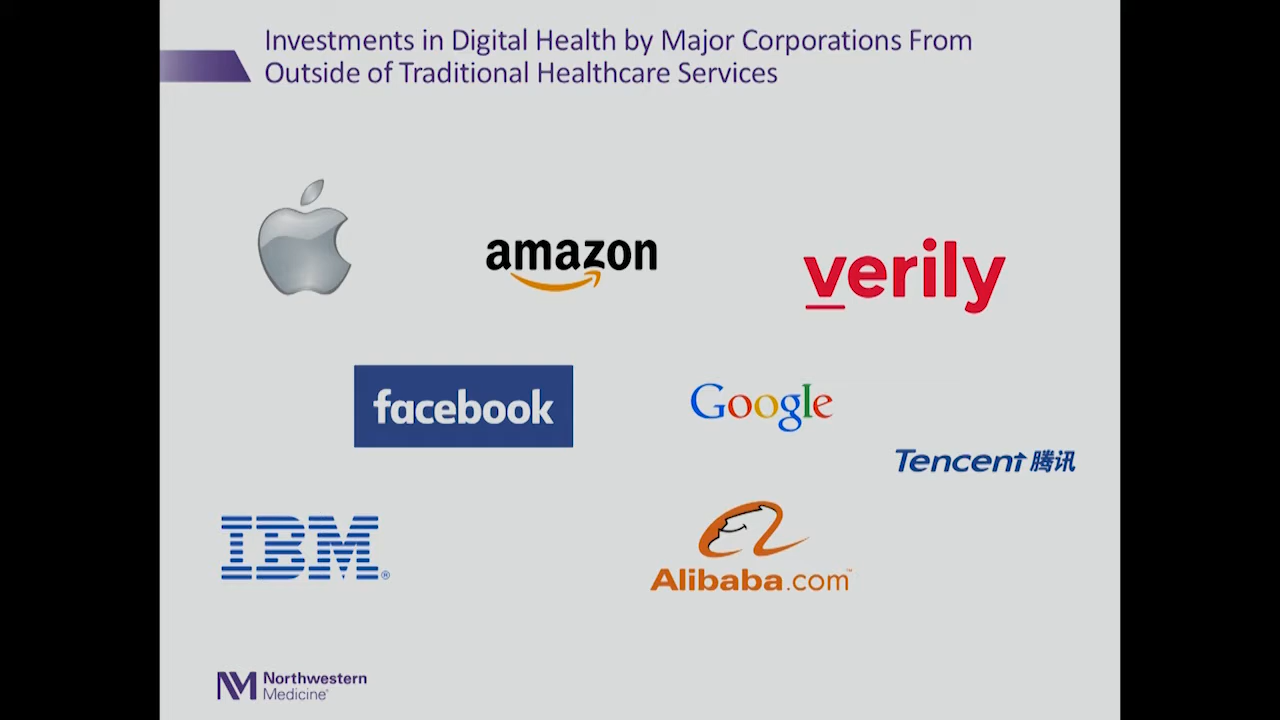 Investments in Digital Health by Major Corporations From
Outside of Traditional Healthcare Services
amazon
verily
facebook
Google
Tencent 腾讯
IBM®
Alibaba.com™
Northwestern
Medicine®